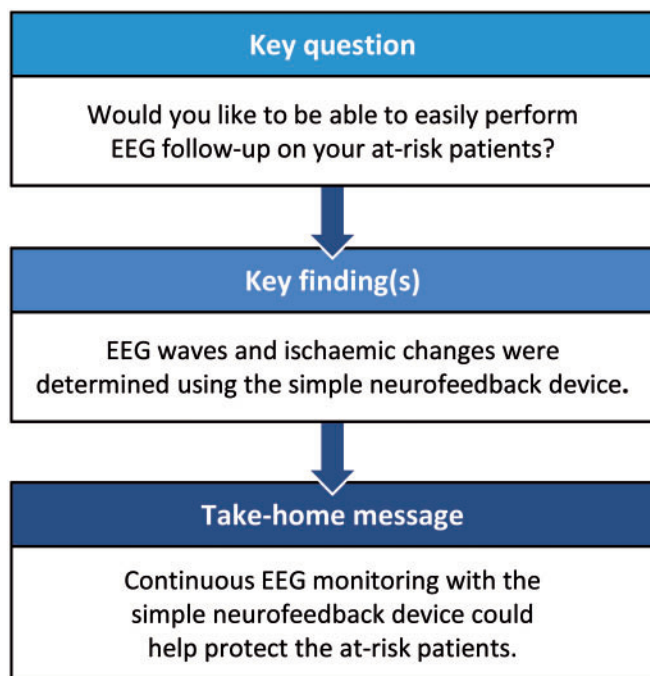 Key question
Would you like to be able to easily perform
EEG follow-up on your at-risk patients?
Key finding(s)
EEG waves and ischaemic changes were
determined using the simple neurofeedback device.
Take-home message
Continuous EEG monitoring with the
simple neurofeedback device could
help protect the at-risk patients.